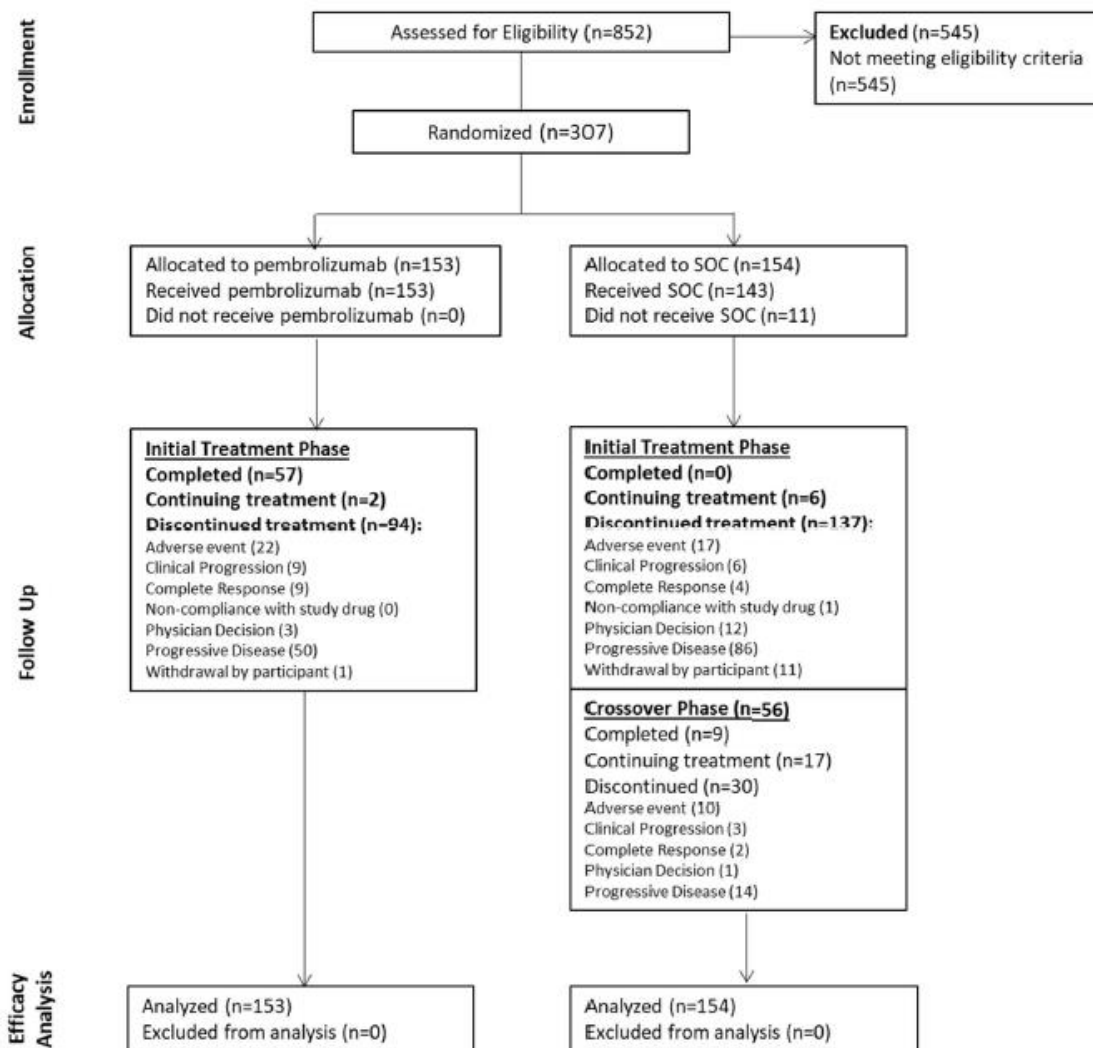 Enrollment
Assessed for Eligibility (n=852)
Excluded (n=545)
Not meeting eligibility criteria
(n=545)
Randomized (n=307)
Allocation
Allocated to pembrolizumab (n=153)
Received pembrolizumab (n=153)
Did not receive pembrolizumab (n=0)
Allocated to SOC (n=154)
Received SOC (n=143)
Did not receive SOC (n=11)
Follow Up
Initial Treatment Phase
Completed (n=57)
Continuing treatment (n=2)
Discontinued treatment (n=94):
Adverse event (22)
Clinical Progression (9)
Complete Response (9)
Non-compliance with study drug (0)
Physician Decision (3)
Progressive Disease (50)
Withdrawal by participant (1)
Initial Treatment Phase
Completed (n=0)
Continuing treatment (n=6)
Discontinued treatment (n=137):
Adverse event (17)
Clinical Progression (6)
Complete Response (4)
Non-compliance with study drug (1)
Physician Decision (12)
Progressive Disease (86)
Withdrawal by participant (11)
Crossover Phase (n=56)
Completed (n=9)
Continuing treatment (n=17)
Discontinued (n=30)
Adverse event (10)
Clinical Progression (3)
Complete Response (2)
Physician Decision (1)
Progressive Disease (14)
Efficacy
Analysis
Analyzed (n=153)
Excluded from analysis (n=0)
Analyzed (n=154)
Excluded from analysis (n=0)